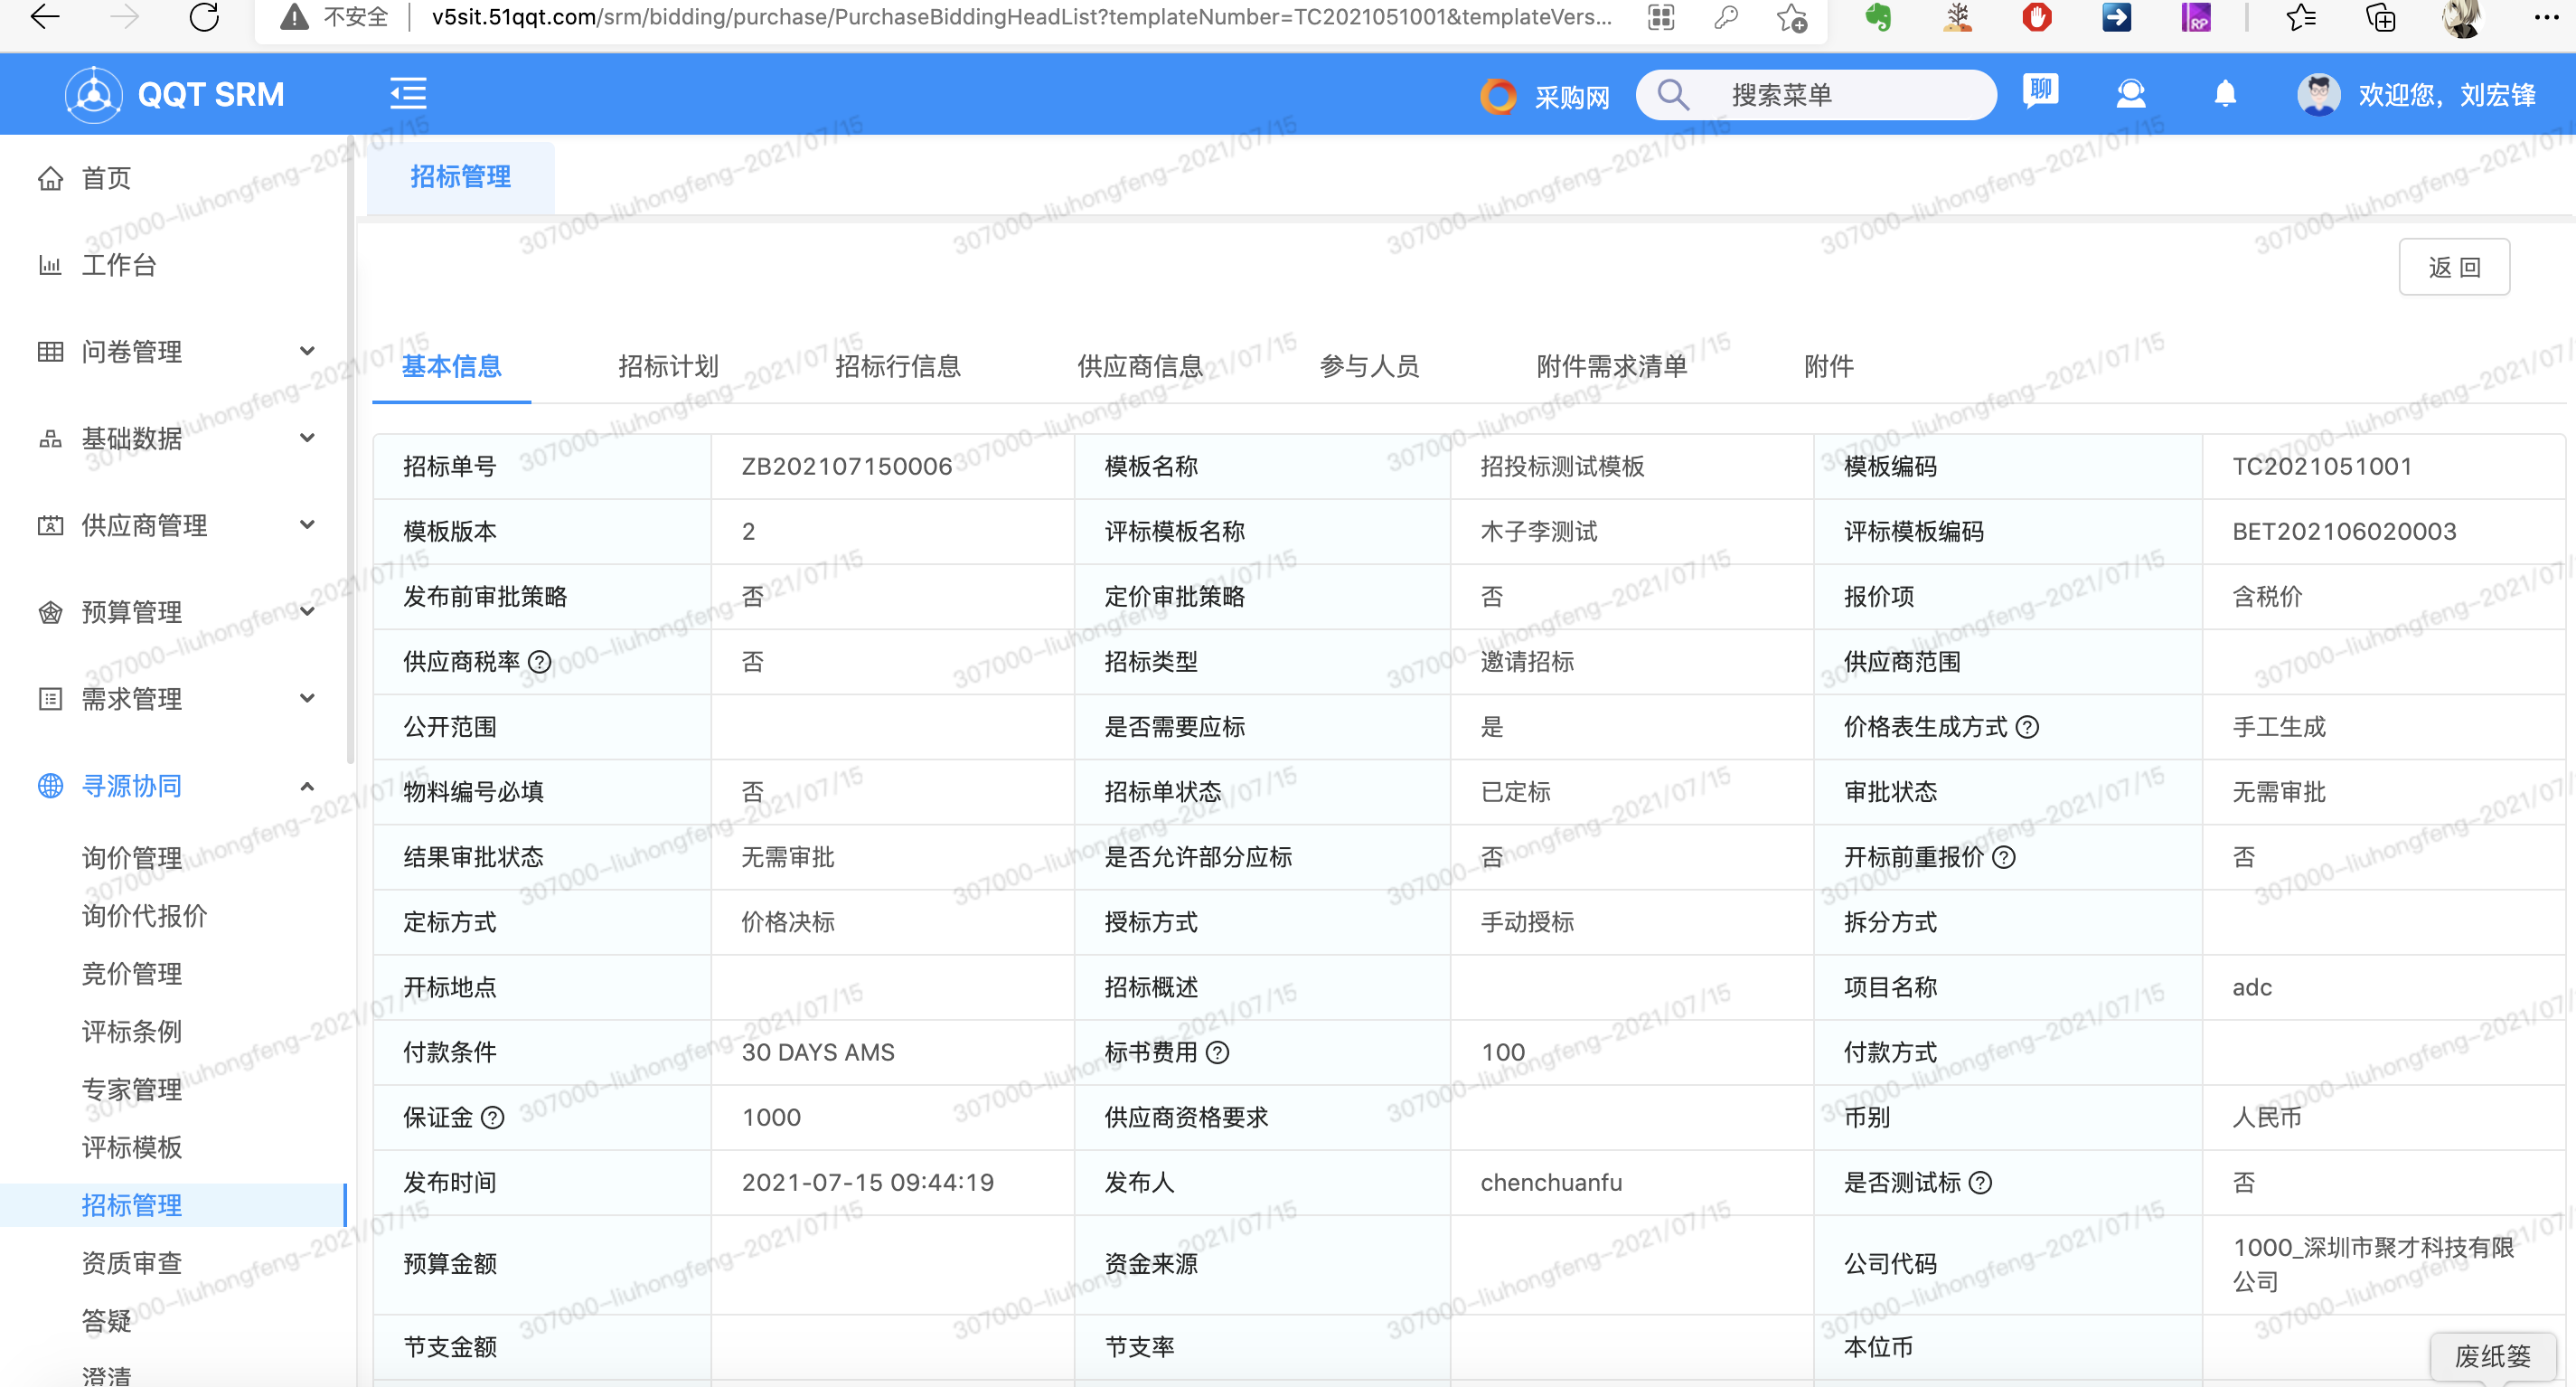 不安全 v5sit.51qqt.com/srm/bidding/purchase/PurchaseBiddingHeadList?templateNumber=TC2021051001&templateVers...
QQT SRM 采购网 搜索菜单 聊 欢迎您，刘宏锋
首页
工作台
问卷管理
基础数据
供应商管理
预算管理
需求管理
寻源协同
询价管理
询价代报价
竞价管理
评标条例
专家管理
评标模板
招标管理
资质审查
答疑
澄清
招标管理
返 回
基本信息 招标计划 招标行信息 供应商信息 参与人员 附件需求清单 附件
招标单号 ZB202107150006 模板名称 招投标测试模板 模板编码 TC2021051001
模板版本 2 评标模板名称 木子李测试 评标模板编码 BET202106020003
发布前审批策略 否 定价审批策略 否 报价项 含税价
供应商税率 否 招标类型 邀请招标 供应商范围
公开范围 是否需要应标 是 价格表生成方式 手工生成
物料编号必填 否 招标单状态 已定标 审批状态 无需审批
结果审批状态 无需审批 是否允许部分应标 否 开标前重报价 否
定标方式 价格决标 授标方式 手动授标 拆分方式
开标地点 招标概述 项目名称 adc
付款条件 30 DAYS AMS 标书费用 100 付款方式
保证金 1000 供应商资格要求 币别 人民币
发布时间 2021-07-15 09:44:19 发布人 chenchuanfu 是否测试标 否
预算金额 资金来源 公司代码 1000_深圳市聚才科技有限
公司
节支金额 节支率 本位币
废纸篓
307000-liuhongfeng-2021/07/15